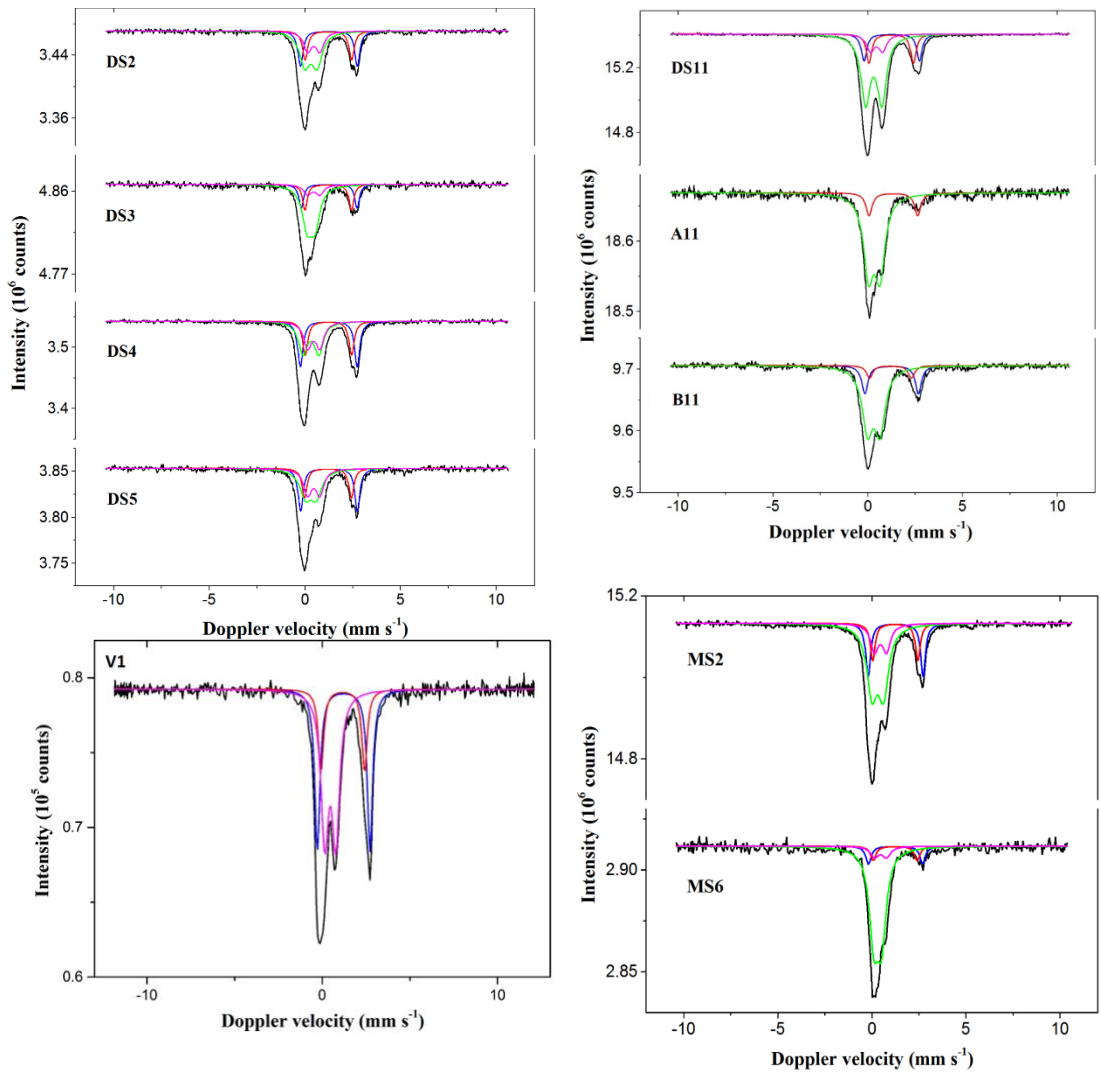 DS2
3.44
3.36
DS3
4.86
4.77
DS4
3.5
3.4
DS5
3.85
3.80
3.75
Intensity (10⁶ counts)
-10 -5 0 5 10
Doppler velocity (mm s⁻¹)
DS11
15.2
14.8
A11
18.6
18.5
B11
9.7
9.6
9.5
Intensity (10⁶ counts)
-10 -5 0 5 10
Doppler velocity (mm s⁻¹)
V1
0.8
0.7
0.6
Intensity (10⁵ counts)
-10 0 10
Doppler velocity (mm s⁻¹)
15.2
MS2
14.8
2.90
MS6
2.85
Intensity (10⁶ counts)
-10 -5 0 5 10
Doppler velocity (mm s⁻¹)